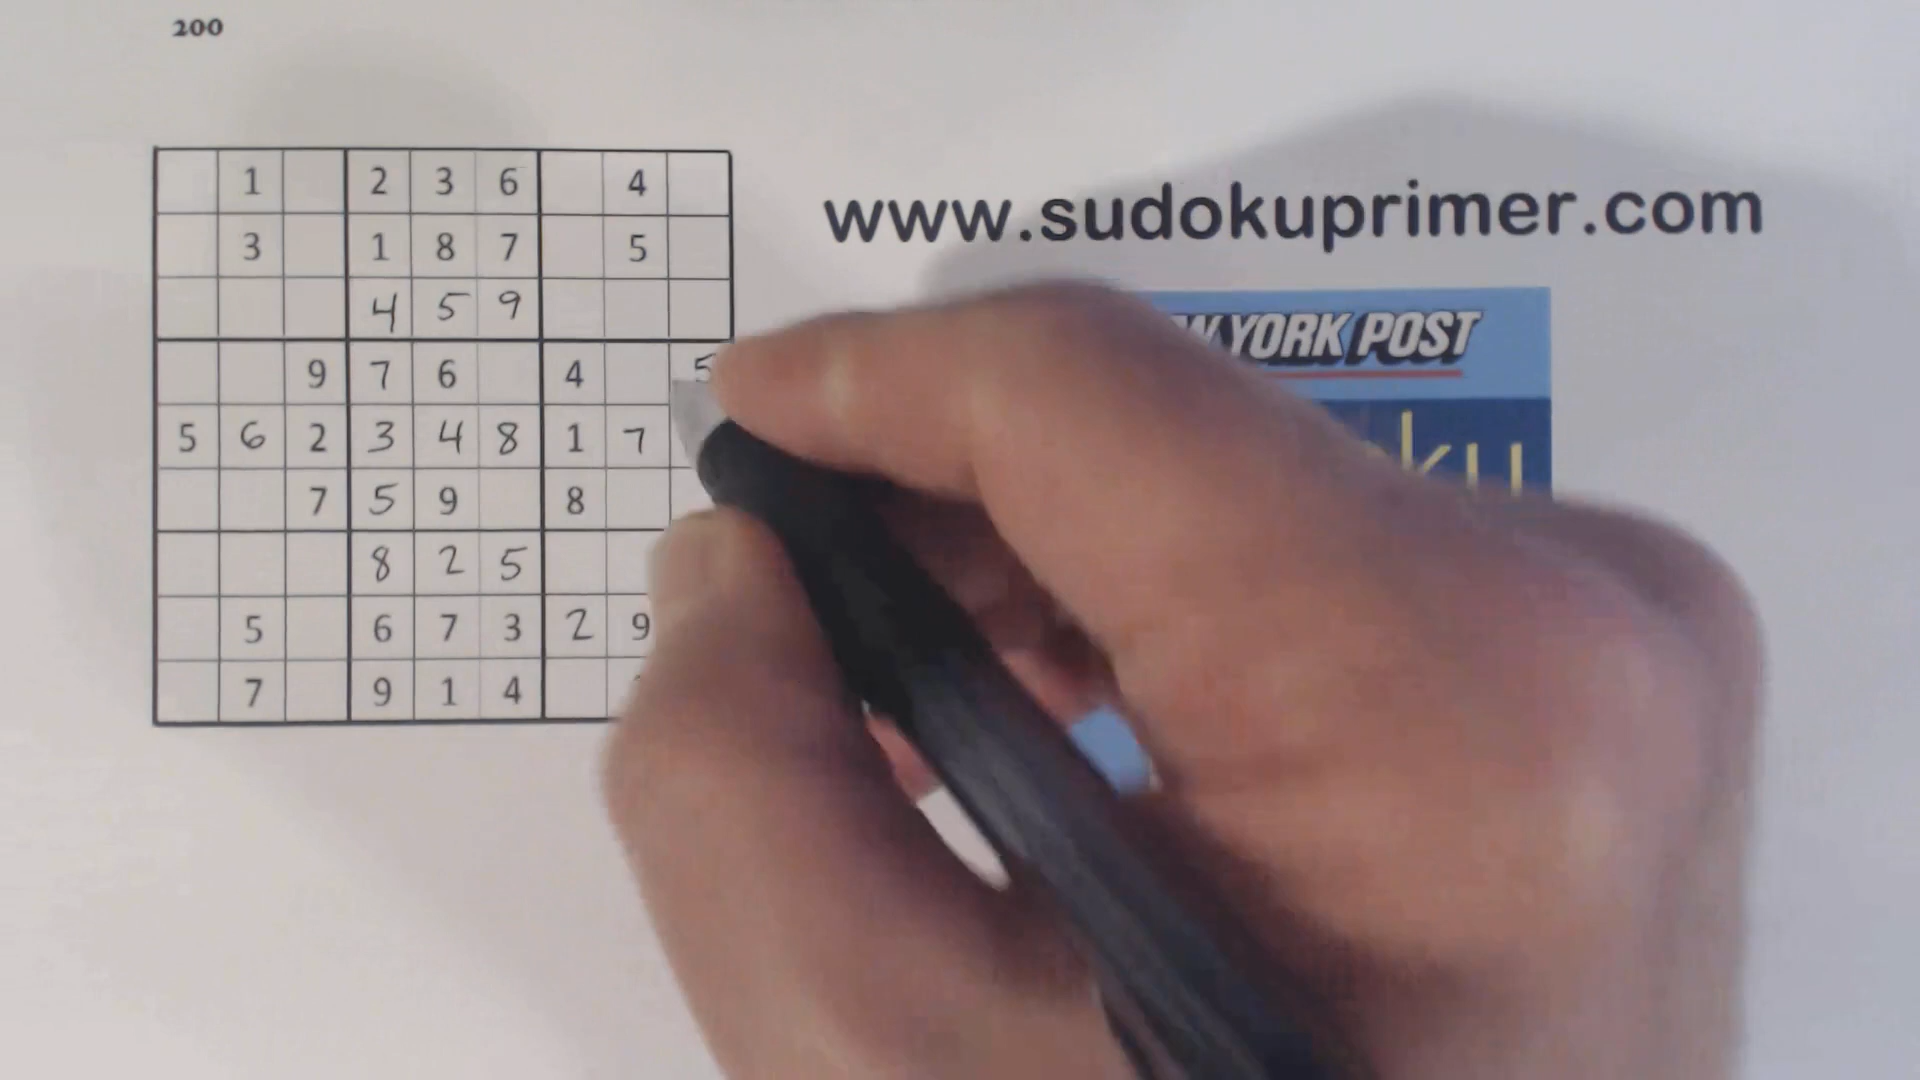 200
1 2 3 6 4
www.sudokuprimer.com
3 1 8 7 5
4 5 9
YORK POST
9 7 6 4 5
5 6 2 3 4 8 1 7
7 5 9 8
8 2 5
5 6 7 3 2 9
7 9 1 4